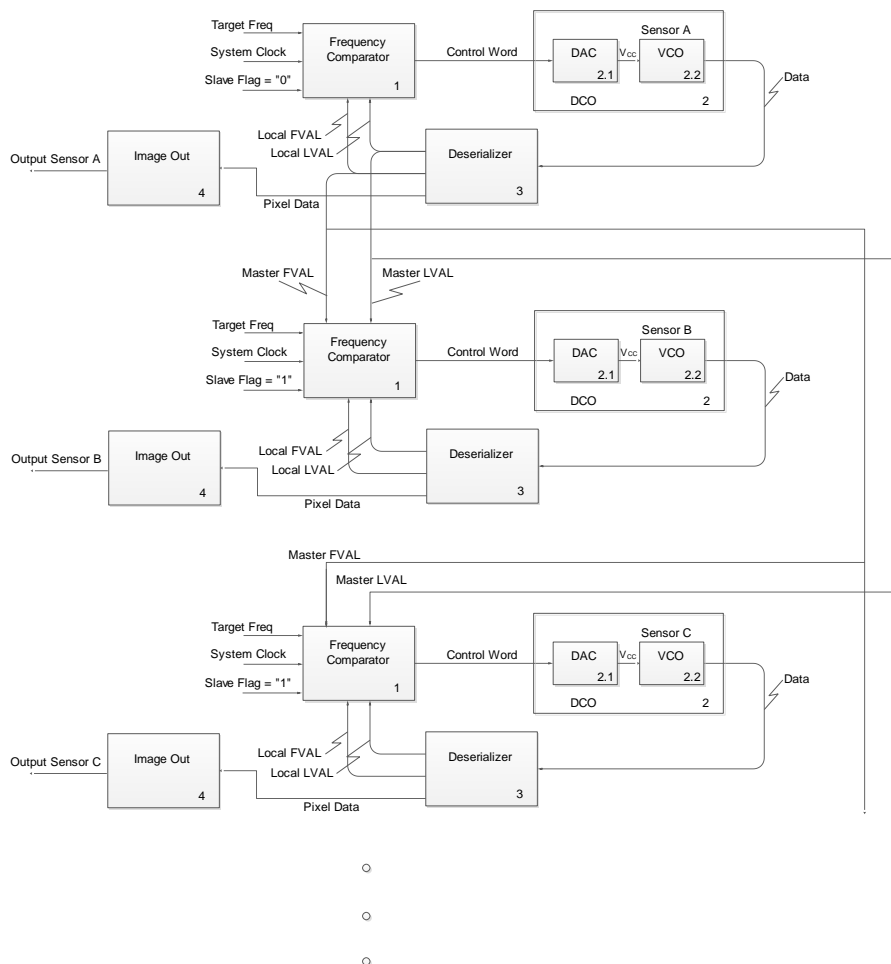 Target Freq
System Clock
Slave Flag = "0"
Frequency
Comparator
1
Control Word
Sensor A
DAC
2.1
Vcc
VCO
2.2
DCO
2
Data
Local FVAL
Local LVAL
Deserializer
3
Output Sensor A
Image Out
4
Pixel Data
Master FVAL
Master LVAL
Target Freq
System Clock
Slave Flag = "1"
Frequency
Comparator
1
Control Word
Sensor B
DAC
2.1
Vcc
VCO
2.2
DCO
2
Data
Local FVAL
Local LVAL
Deserializer
3
Output Sensor B
Image Out
4
Pixel Data
Master FVAL
Master LVAL
Target Freq
System Clock
Slave Flag = "1"
Frequency
Comparator
1
Control Word
Sensor C
DAC
2.1
Vcc
VCO
2.2
DCO
2
Data
Local FVAL
Local LVAL
Deserializer
3
Output Sensor C
Image Out
4
Pixel Data